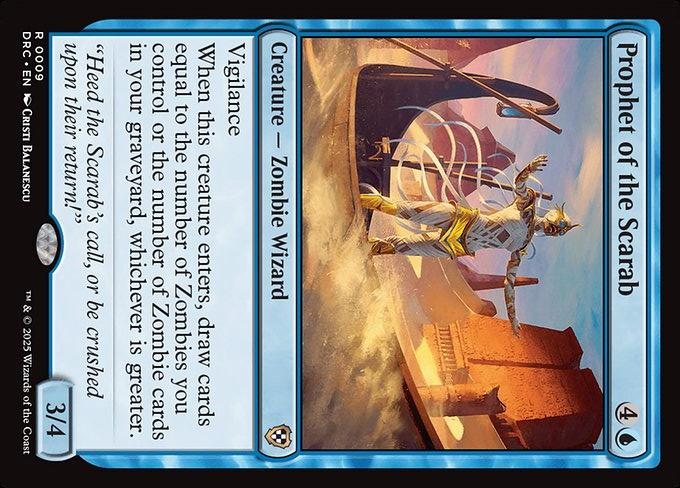 Prophet of the Scarab 4
Creature — Zombie Wizard
Vigilance
When this creature enters, draw cards
equal to the number of Zombies you
control or the number of Zombie cards
in your graveyard, whichever is greater.
“Heed the Scarab’s call, or be crushed
upon their return!”
3/4
R 0009
DRC • EN Cristi Balanescu
™ & © 2025 Wizards of the Coast